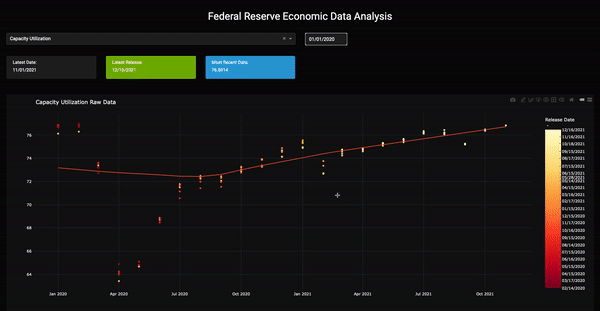 Federal Reserve Economic Data Analysis
Capacity Utilization
01/01/2020
Latest Date:
11/01/2021
Latest Release:
12/16/2021
Most Recent Data:
Capacity Utilization Raw Data
Release Date
76
74
72
70
68
66
64
Jan 2020
Apr 2020
Jul 2020
Oct 2020
Jan 2021
Apr 2021
Jul 2021
Oct 2021
12/16/2021
11/16/2021
10/18/2021
09/15/2021
08/17/2021
07/15/2021
06/15/2021
05/14/2021
04/15/2021
03/16/2021
02/17/2021
01/15/2021
12/15/2020
11/17/2020
10/16/2020
09/15/2020
08/14/2020
07/15/2020
06/16/2020
05/15/2020
04/15/2020
03/17/2020
02/14/2020